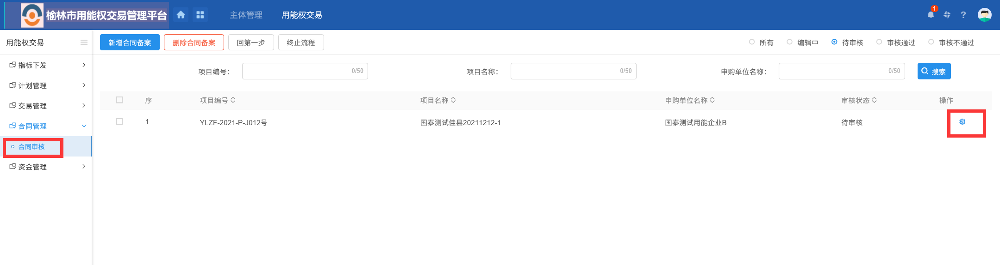 榆林市用能权交易管理平台 主体管理 用能权交易 1
用能权交易 新增合同备案 删除合同备案 回第一步 终止流程 所有 编辑中 待审核 审核通过 审核不通过
指标下发
项目编号： 0/50 项目名称： 0/50 申购单位名称： 0/50 搜索
计划管理
序 项目编号 项目名称 申购单位名称 审核状态 操作
交易管理
1 YLZF-2021-P-J012号 国泰测试佳县20211212-1 国泰测试用能企业B 待审核
合同管理
合同审核
资金管理